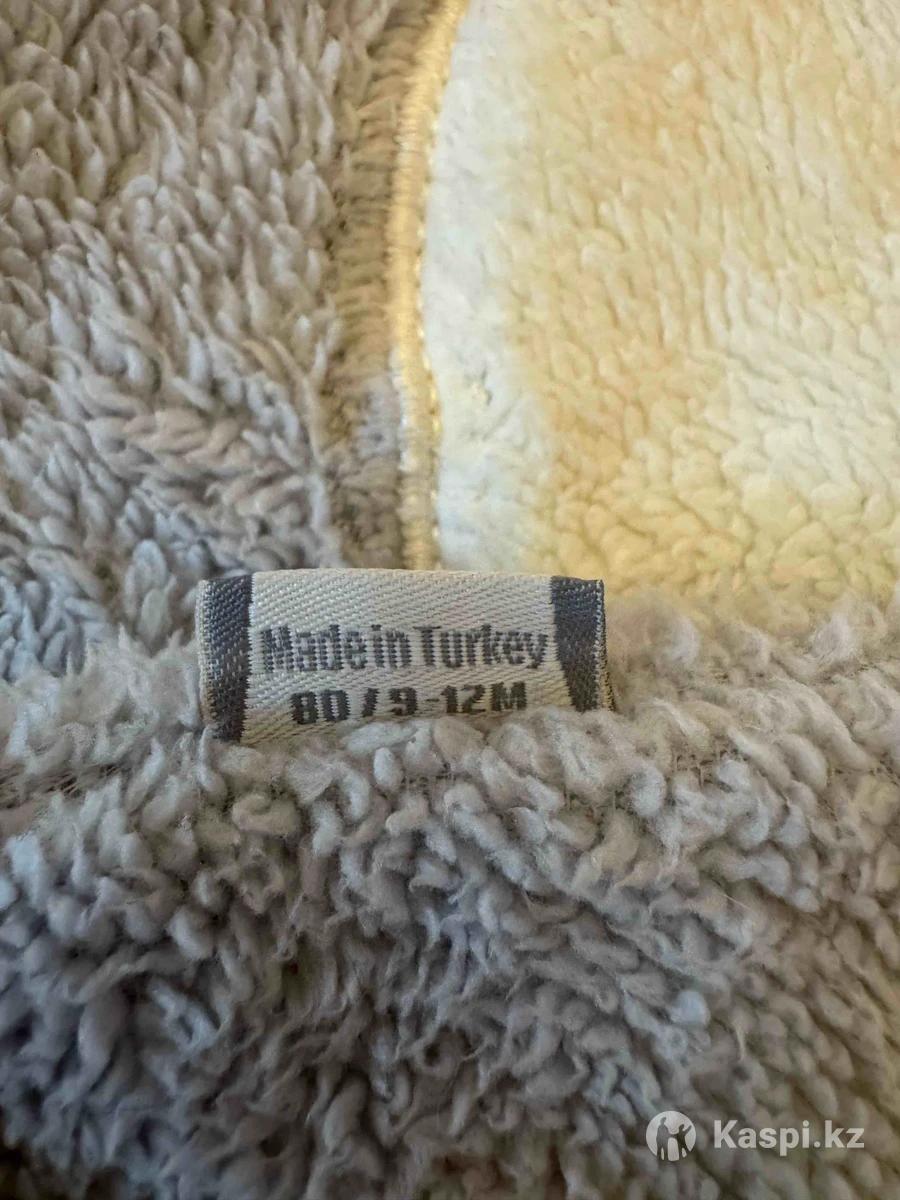 Made in Turkey
80 / 9-12M
Kaspi.kz